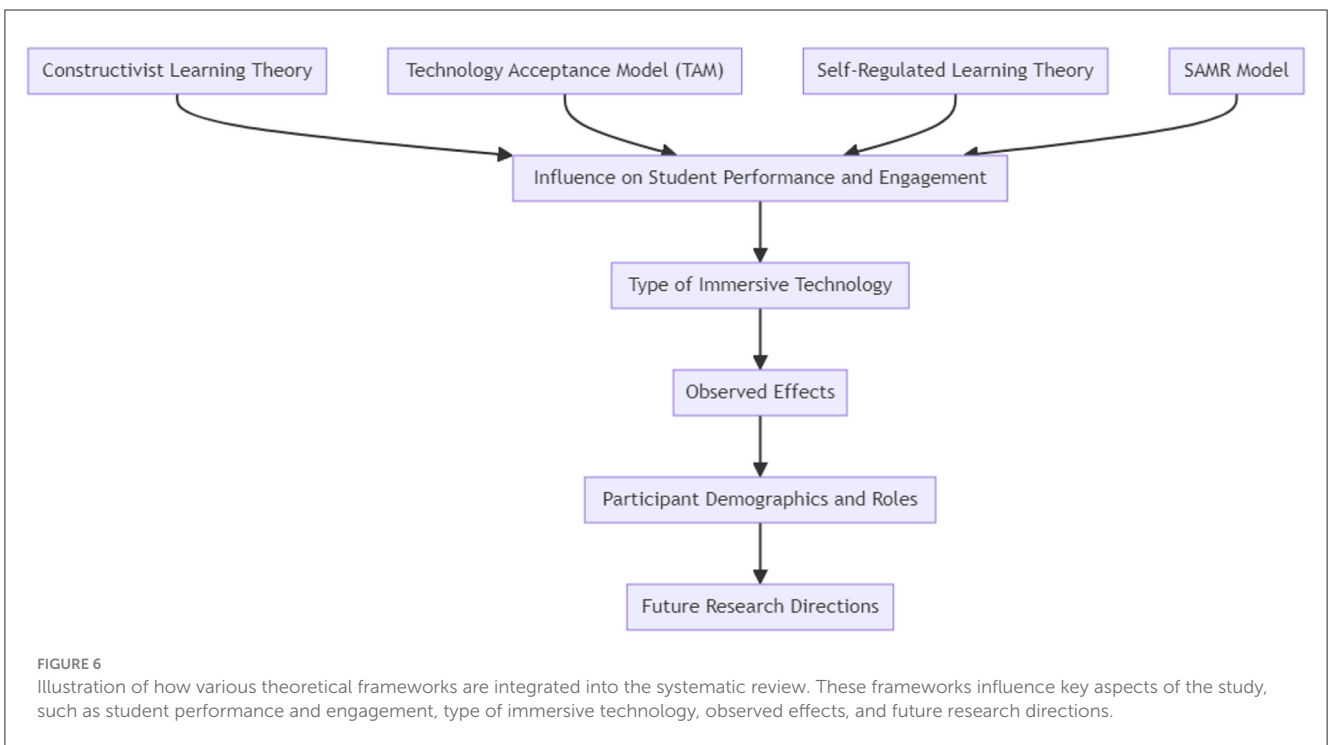 Constructivist Learning Theory
Technology Acceptance Model (TAM)
Self-Regulated Learning Theory
SAMR Model
Influence on Student Performance and Engagement
Type of Immersive Technology
Observed Effects
Participant Demographics and Roles
Future Research Directions
FIGURE 6
Illustration of how various theoretical frameworks are integrated into the systematic review. These frameworks influence key aspects of the study,
such as student performance and engagement, type of immersive technology, observed effects, and future research directions.